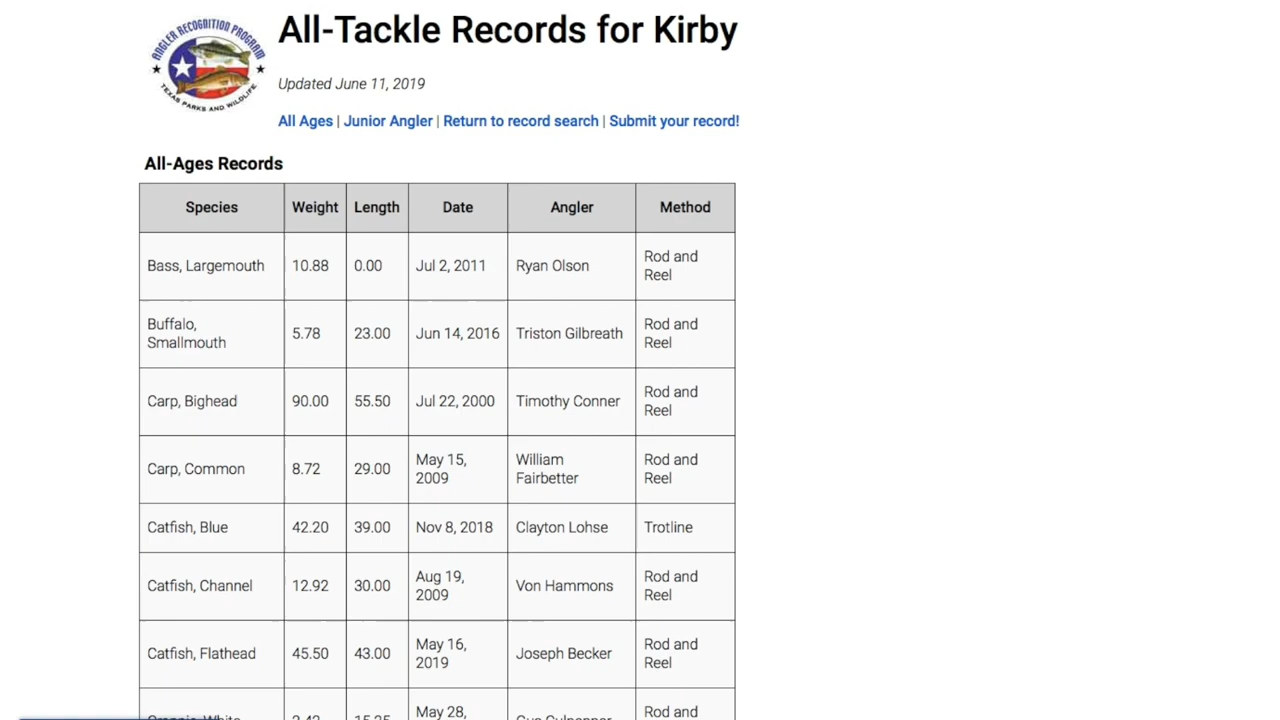 ANGLER RECOGNITION PROGRAM
TEXAS PARKS AND WILDLIFE
All-Tackle Records for Kirby
Updated June 11, 2019
All Ages | Junior Angler | Return to record search | Submit your record!
All-Ages Records
Species Weight Length Date Angler Method
Bass, Largemouth 10.88 0.00 Jul 2, 2011 Ryan Olson Rod and
Reel
Buffalo,
Smallmouth 5.78 23.00 Jun 14, 2016 Triston Gilbreath Rod and
Reel
Carp, Bighead 90.00 55.50 Jul 22, 2000 Timothy Conner Rod and
Reel
Carp, Common 8.72 29.00 May 15,
2009 William
Fairbetter Rod and
Reel
Catfish, Blue 42.20 39.00 Nov 8, 2018 Clayton Lohse Trotline
Catfish, Channel 12.92 30.00 Aug 19,
2009 Von Hammons Rod and
Reel
Catfish, Flathead 45.50 43.00 May 16,
2019 Joseph Becker Rod and
Reel
May 28,
Rod and